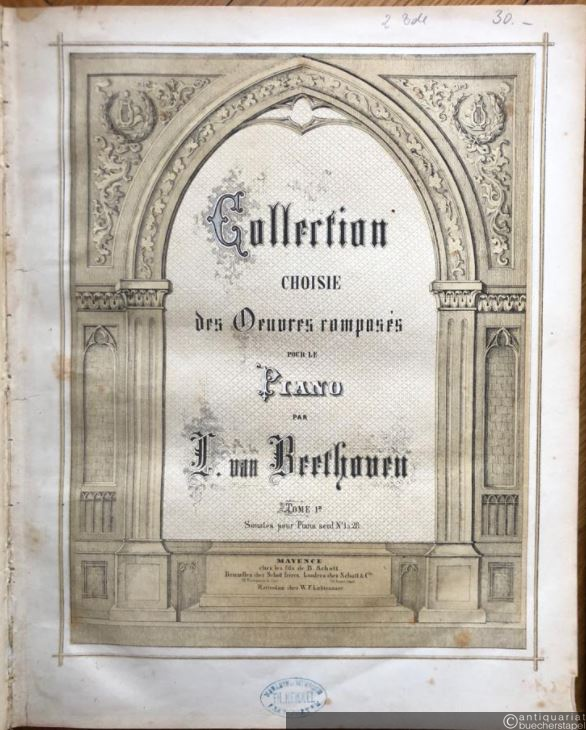 2 Bde 30.–
Collection
CHOISIE
des Oeuvres composés
POUR LE
PIANO
PAR
L. van Beethoven
TOME 1r
Sonates pour Piano seul No 1 à 28
MAYENCE
chez les fils de B. Schott
Bruxelles chez Schott frères. Londres chez Schott & Cie
Rotterdam chez W. F. Lichtenauer
© antiquariat
buecherstapel